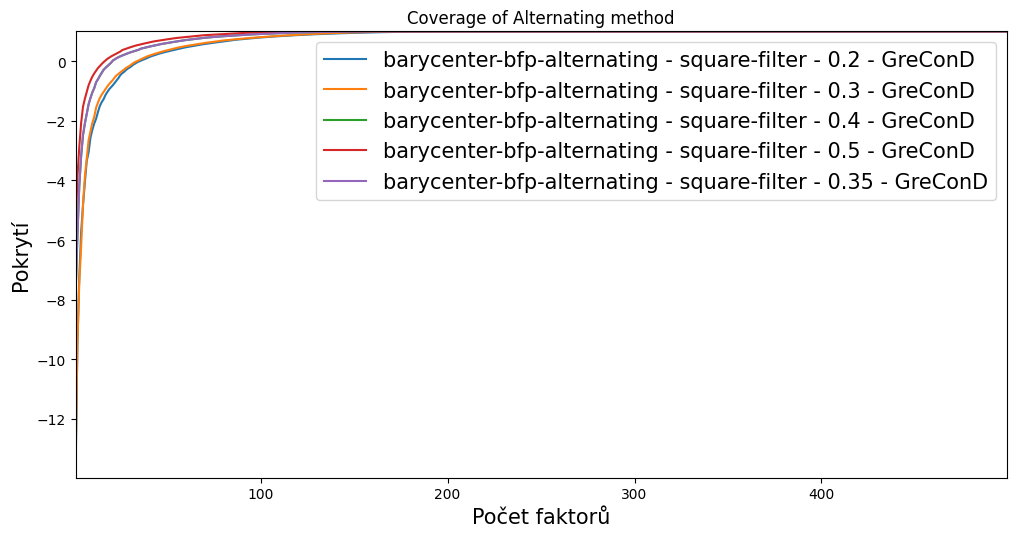 Coverage of Alternating method
barycenter-bfp-alternating - square-filter - 0.2 - GreConD
barycenter-bfp-alternating - square-filter - 0.3 - GreConD
barycenter-bfp-alternating - square-filter - 0.4 - GreConD
barycenter-bfp-alternating - square-filter - 0.5 - GreConD
barycenter-bfp-alternating - square-filter - 0.35 - GreConD
Pokrytí
0
−2
−4
−6
−8
−10
−12
100
200
300
400
Počet faktorů